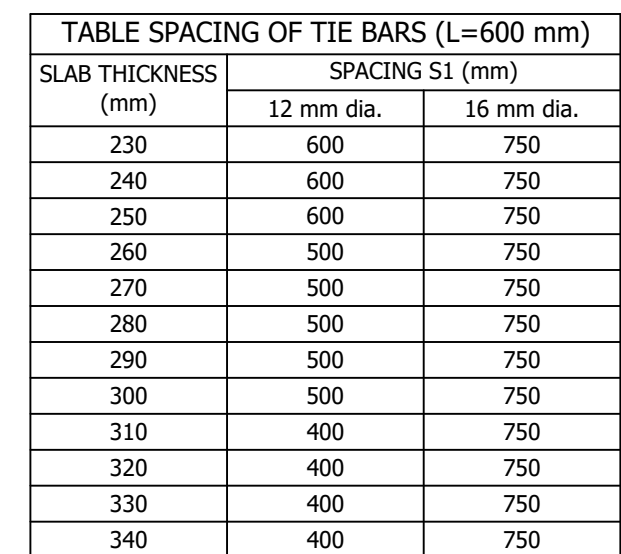 TABLE SPACING OF TIE BARS (L=600 mm)
SLAB THICKNESS (mm) SPACING S1 (mm)
12 mm dia. 16 mm dia.
230 600 750
240 600 750
250 600 750
260 500 750
270 500 750
280 500 750
290 500 750
300 500 750
310 400 750
320 400 750
330 400 750
340 400 750